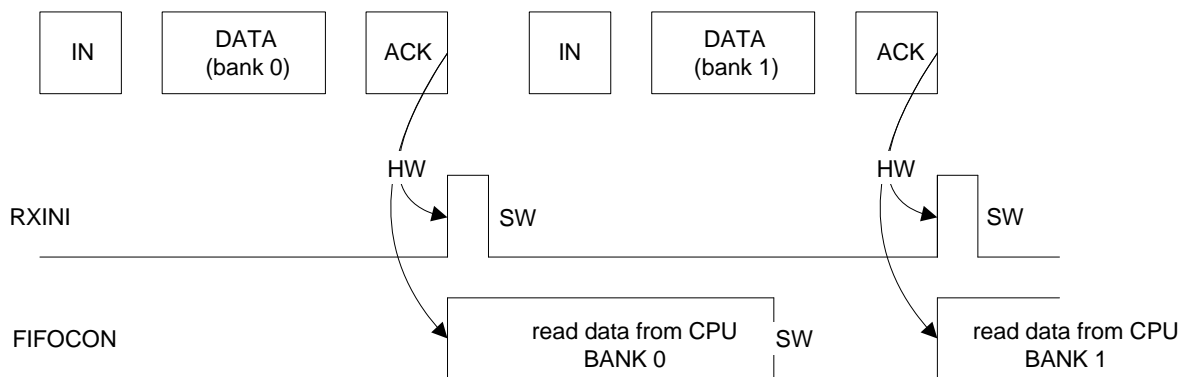 IN
DATA
(bank 0)
ACK
IN
DATA
(bank 1)
ACK
HW
HW
RXINI
SW
SW
FIFOCON
read data from CPU
BANK 0
SW
read data from CPU
BANK 1